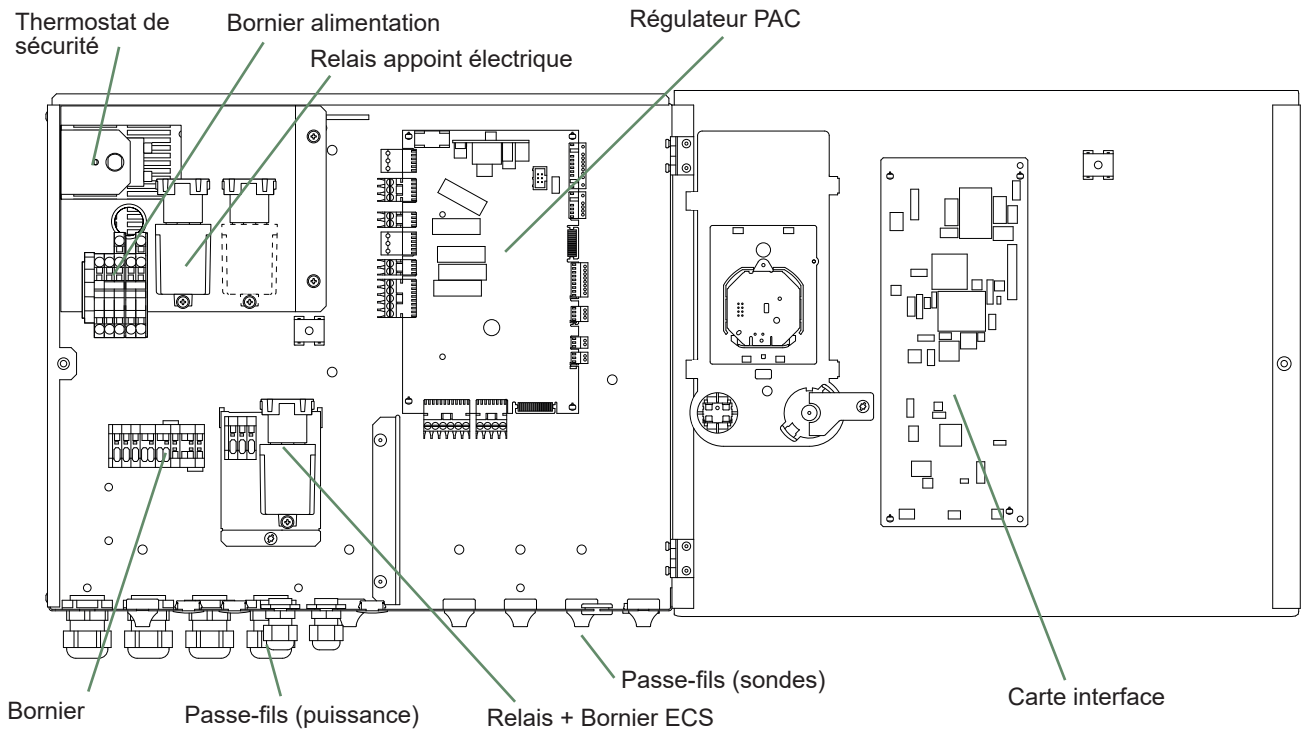 Thermostat de
sécurité
Bornier alimentation
Relais appoint électrique
Régulateur PAC
Bornier
Passe-fils (puissance)
Relais + Bornier ECS
Passe-fils (sondes)
Carte interface